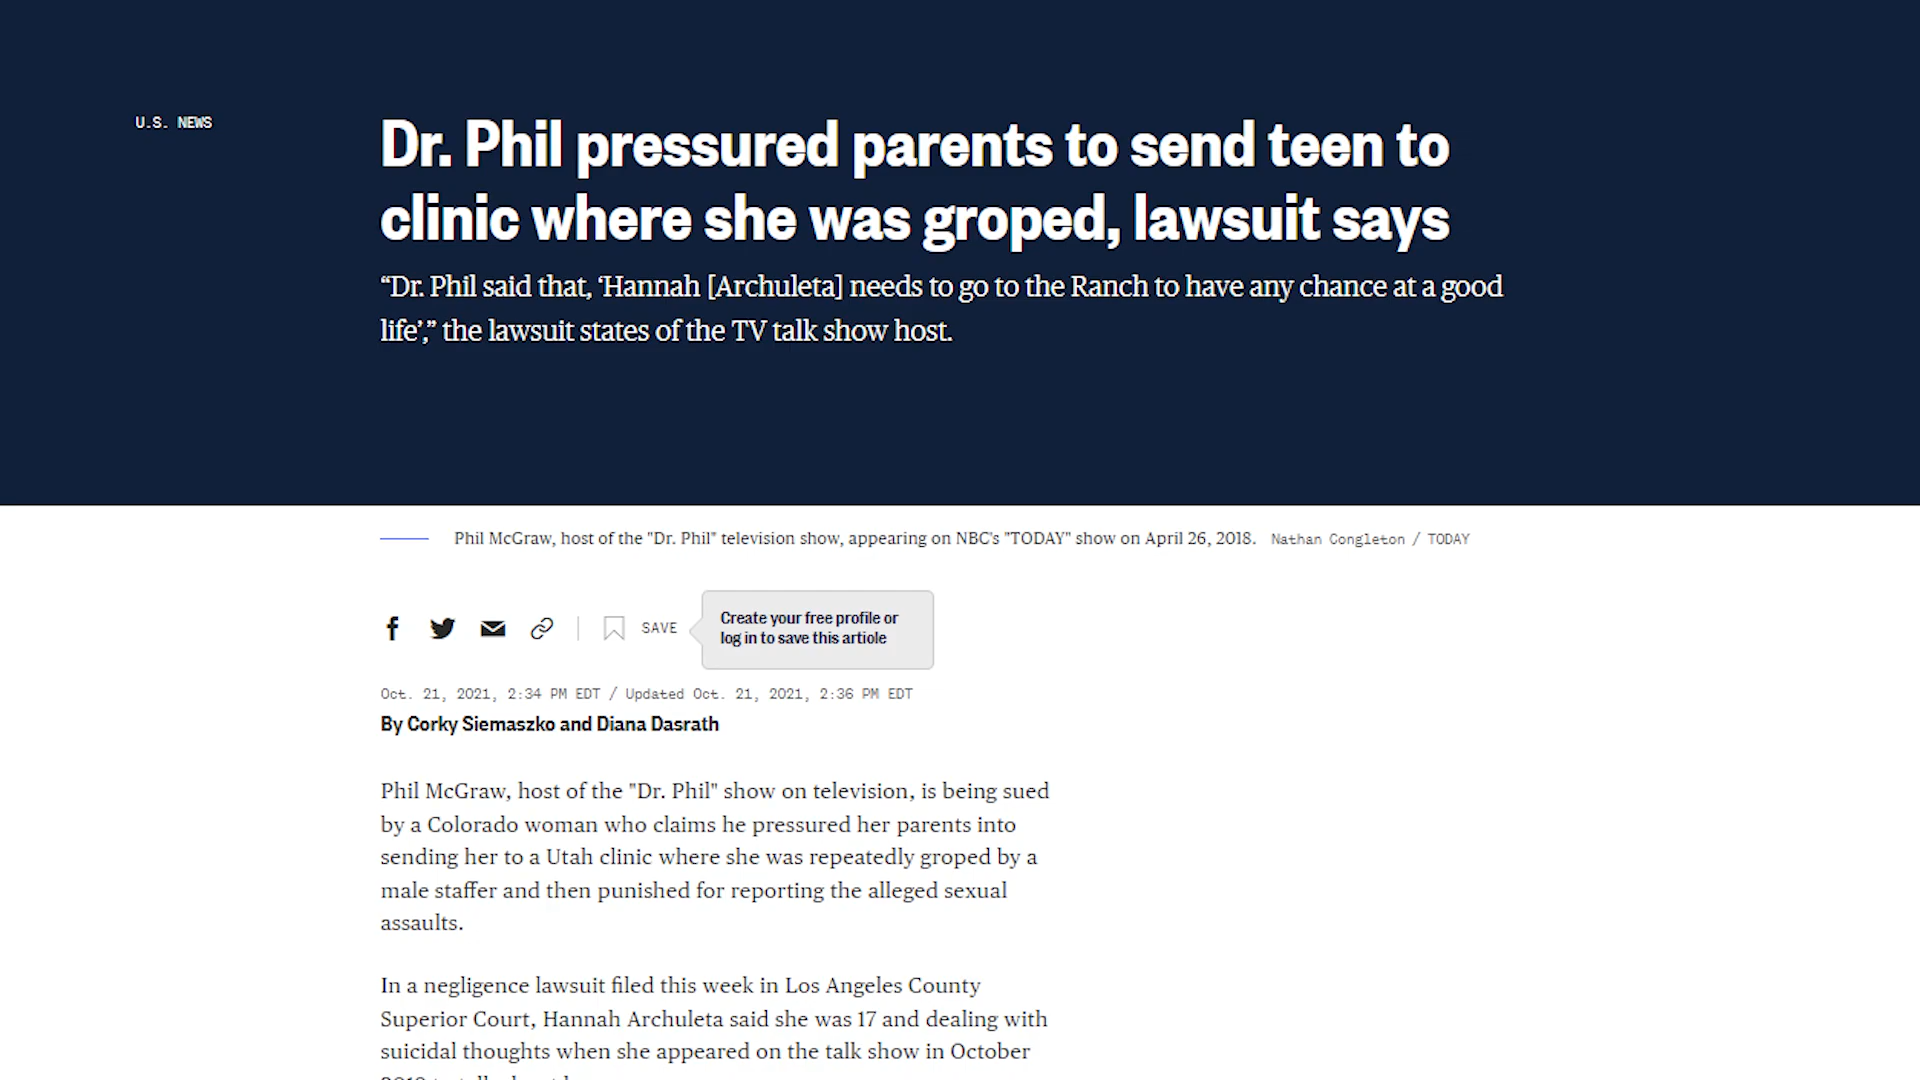 U.S. NEWS
Dr. Phil pressured parents to send teen to
clinic where she was groped, lawsuit says
“Dr. Phil said that, ‘Hannah [Archuleta] needs to go to the Ranch to have any chance at a good
life’,” the lawsuit states of the TV talk show host.
Phil McGraw, host of the "Dr. Phil" television show, appearing on NBC's "TODAY" show on April 26, 2018. Nathan Congleton / TODAY
SAVE
Create your free profile or
log in to save this article
Oct. 21, 2021, 2:34 PM EDT / Updated Oct. 21, 2021, 2:36 PM EDT
By Corky Siemaszko and Diana Dasrath
Phil McGraw, host of the "Dr. Phil" show on television, is being sued
by a Colorado woman who claims he pressured her parents into
sending her to a Utah clinic where she was repeatedly groped by a
male staffer and then punished for reporting the alleged sexual
assaults.
In a negligence lawsuit filed this week in Los Angeles County
Superior Court, Hannah Archuleta said she was 17 and dealing with
suicidal thoughts when she appeared on the talk show in October